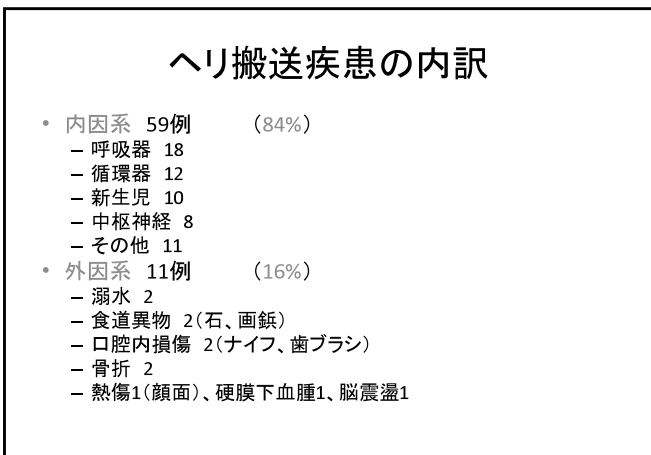 ヘリ搬送疾患の内訳
• 内因系 59例 (84%)
– 呼吸器 18
– 循環器 12
– 新生児 10
– 中枢神経 8
– その他 11
• 外因系 11例 (16%)
– 溺水 2
– 食道異物 2(石、画鋲)
– 口腔内損傷 2(ナイフ、歯ブラシ)
– 骨折 2
– 熱傷1(顔面)、硬膜下血腫1、脳震盪1